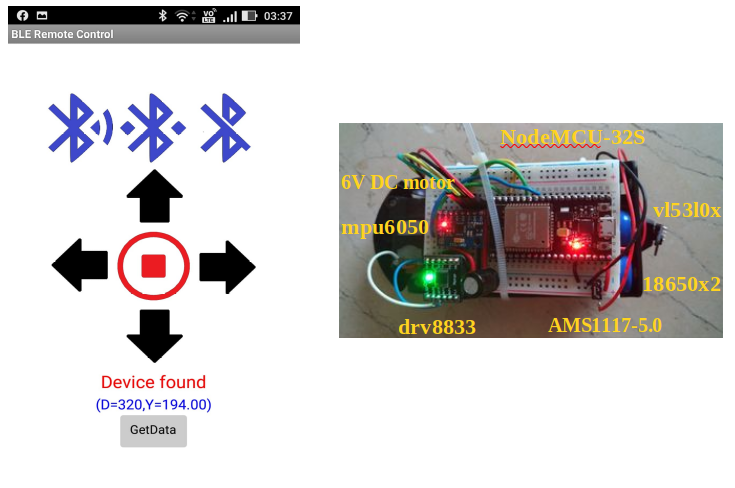 03:37
BLE Remote Control
Device found
(D=320,Y=194.00)
GetData
NodeMCU-32S
6V DC motor
vl53l0x
mpu6050
18650x2
drv8833
AMS1117-5.0